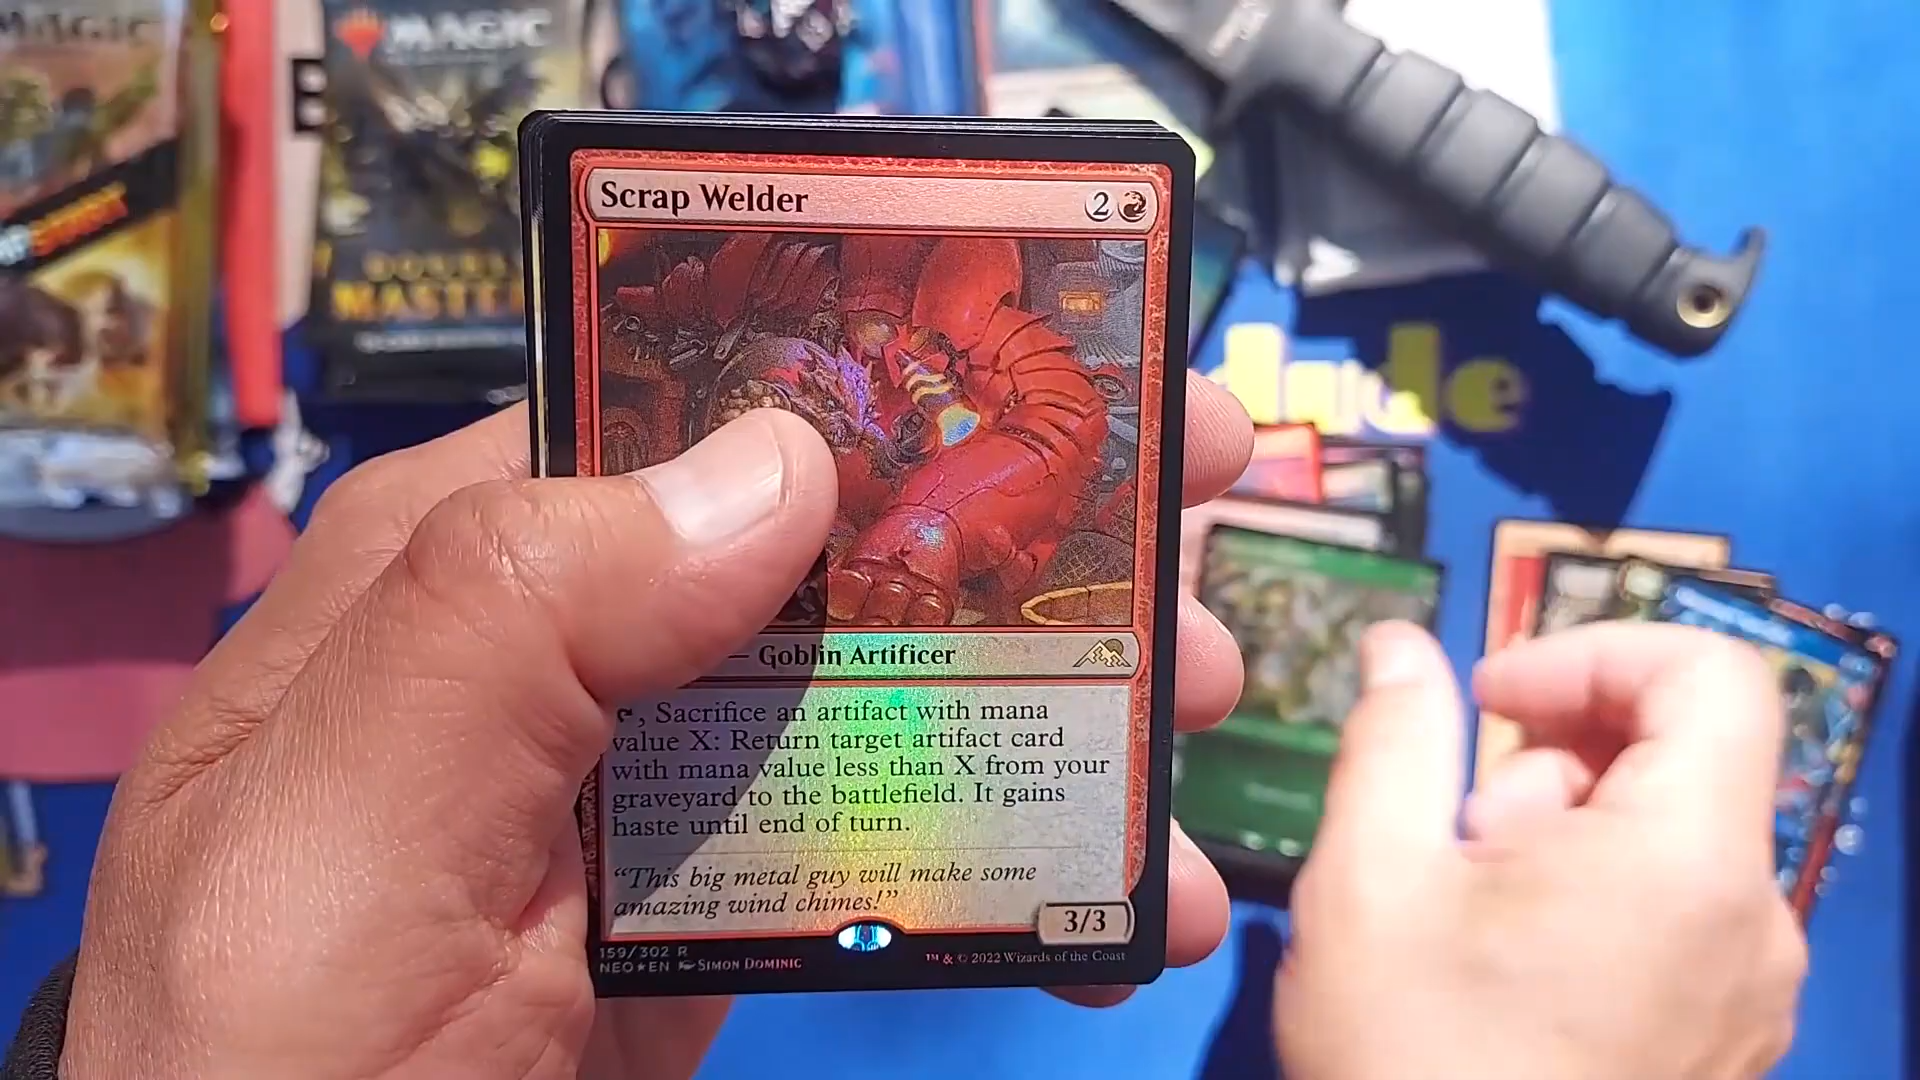 MAGIC
MAGIC
DOUBLE
MASTE
Scrap Welder
2
dude
— Goblin Artificer
, Sacrifice an artifact with mana
value X: Return target artifact card
with mana value less than X from your
graveyard to the battlefield. It gains
haste until end of turn.
“This big metal guy will make some
amazing wind chimes!”
3/3
159/302 R
NEO★EN SIMON DOMINIC
™ & © 2022 Wizards of the Coast